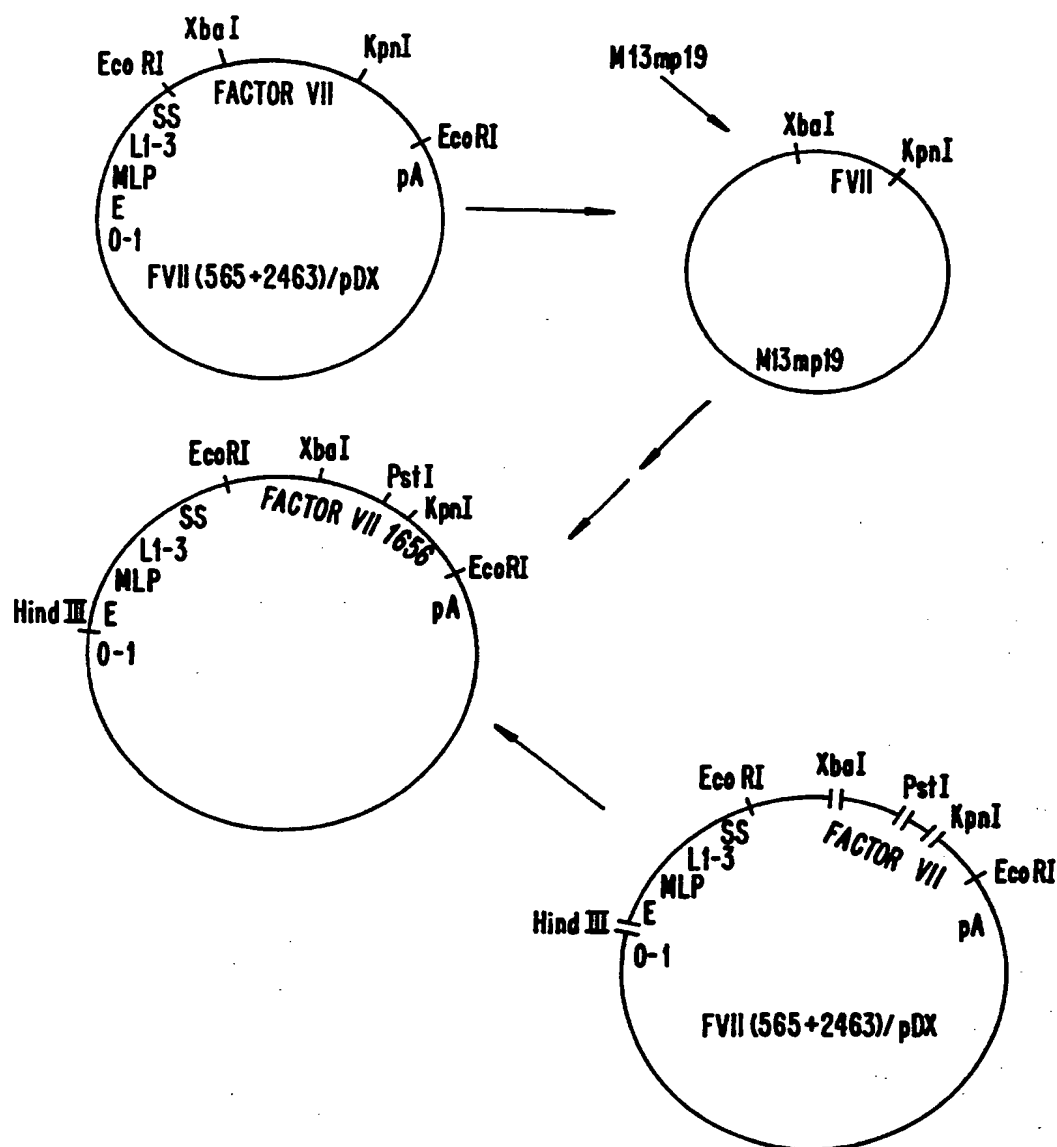 XbaI
KpnI
Eco RI
FACTOR VII
SS
EcoRI
L1-3
MLP
pA
E
0-1
FVII (565+2463)/pDX
M13mp19
XbaI
KpnI
FVII
M13mp19
EcoRI
XbaI
PstI
KpnI
SS
FACTOR VII 1656
L1-3
EcoRI
MLP
pA
Hind III
E
0-1
XbaI
Eco RI
PstI
KpnI
SS
FACTOR VII
L1-3
EcoRI
MLP
Hind III
E
pA
0-1
FVII (565+2463)/pDX